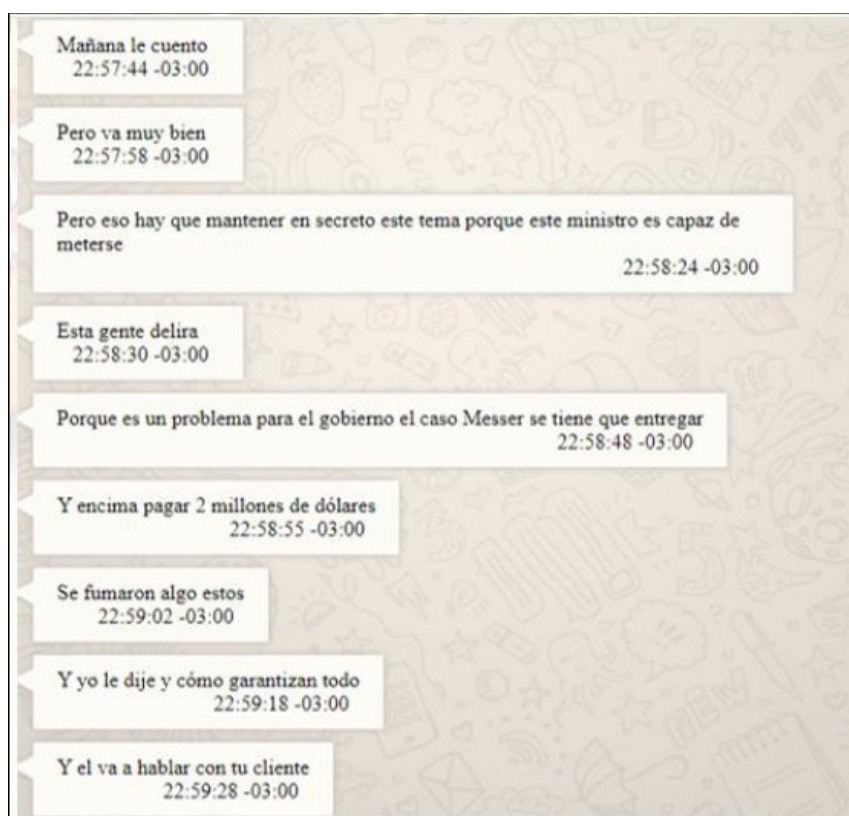 Mañana le cuento
22:57:44 -03:00
Pero va muy bien
22:57:58 -03:00
Pero eso hay que mantener en secreto este tema porque este ministro es capaz de
meterse
22:58:24 -03:00
Esta gente delira
22:58:30 -03:00
Porque es un problema para el gobierno el caso Messer se tiene que entregar
22:58:48 -03:00
Y encima pagar 2 millones de dólares
22:58:55 -03:00
Se fumaron algo estos
22:59:02 -03:00
Y yo le dije y cómo garantizan todo
22:59:18 -03:00
Y el va a hablar con tu cliente
22:59:28 -03:00